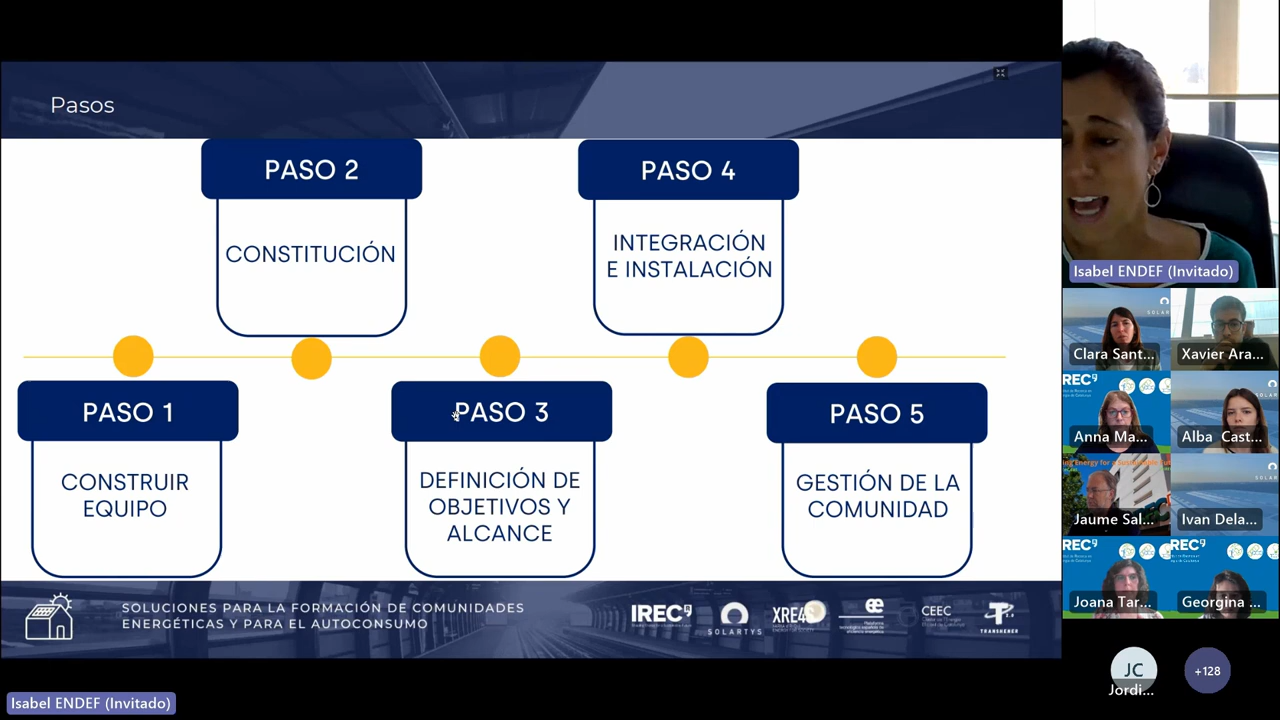 Pasos
PASO 2
CONSTITUCIÓN
PASO 4
INTEGRACIÓN
E INSTALACIÓN
PASO 1
CONSTRUIR
EQUIPO
PASO 3
DEFINICIÓN DE
OBJETIVOS Y
ALCANCE
PASO 5
GESTIÓN DE LA
COMUNIDAD
SOLUCIONES PARA LA FORMACIÓN DE COMUNIDADES
ENERGÉTICAS Y PARA EL AUTOCONSUMO
IREC
SOLARTYS
XRE4S
CEEC
TRANSENER
Isabel ENDEF (Invitado)
Isabel ENDEF (Invitado)
Clara Sant...
Xavier Ara...
Anna Ma...
Alba Cast...
Jaume Sal...
Ivan Dela...
Joana Tar...
Georgina ...
JC
Jordi...
+128